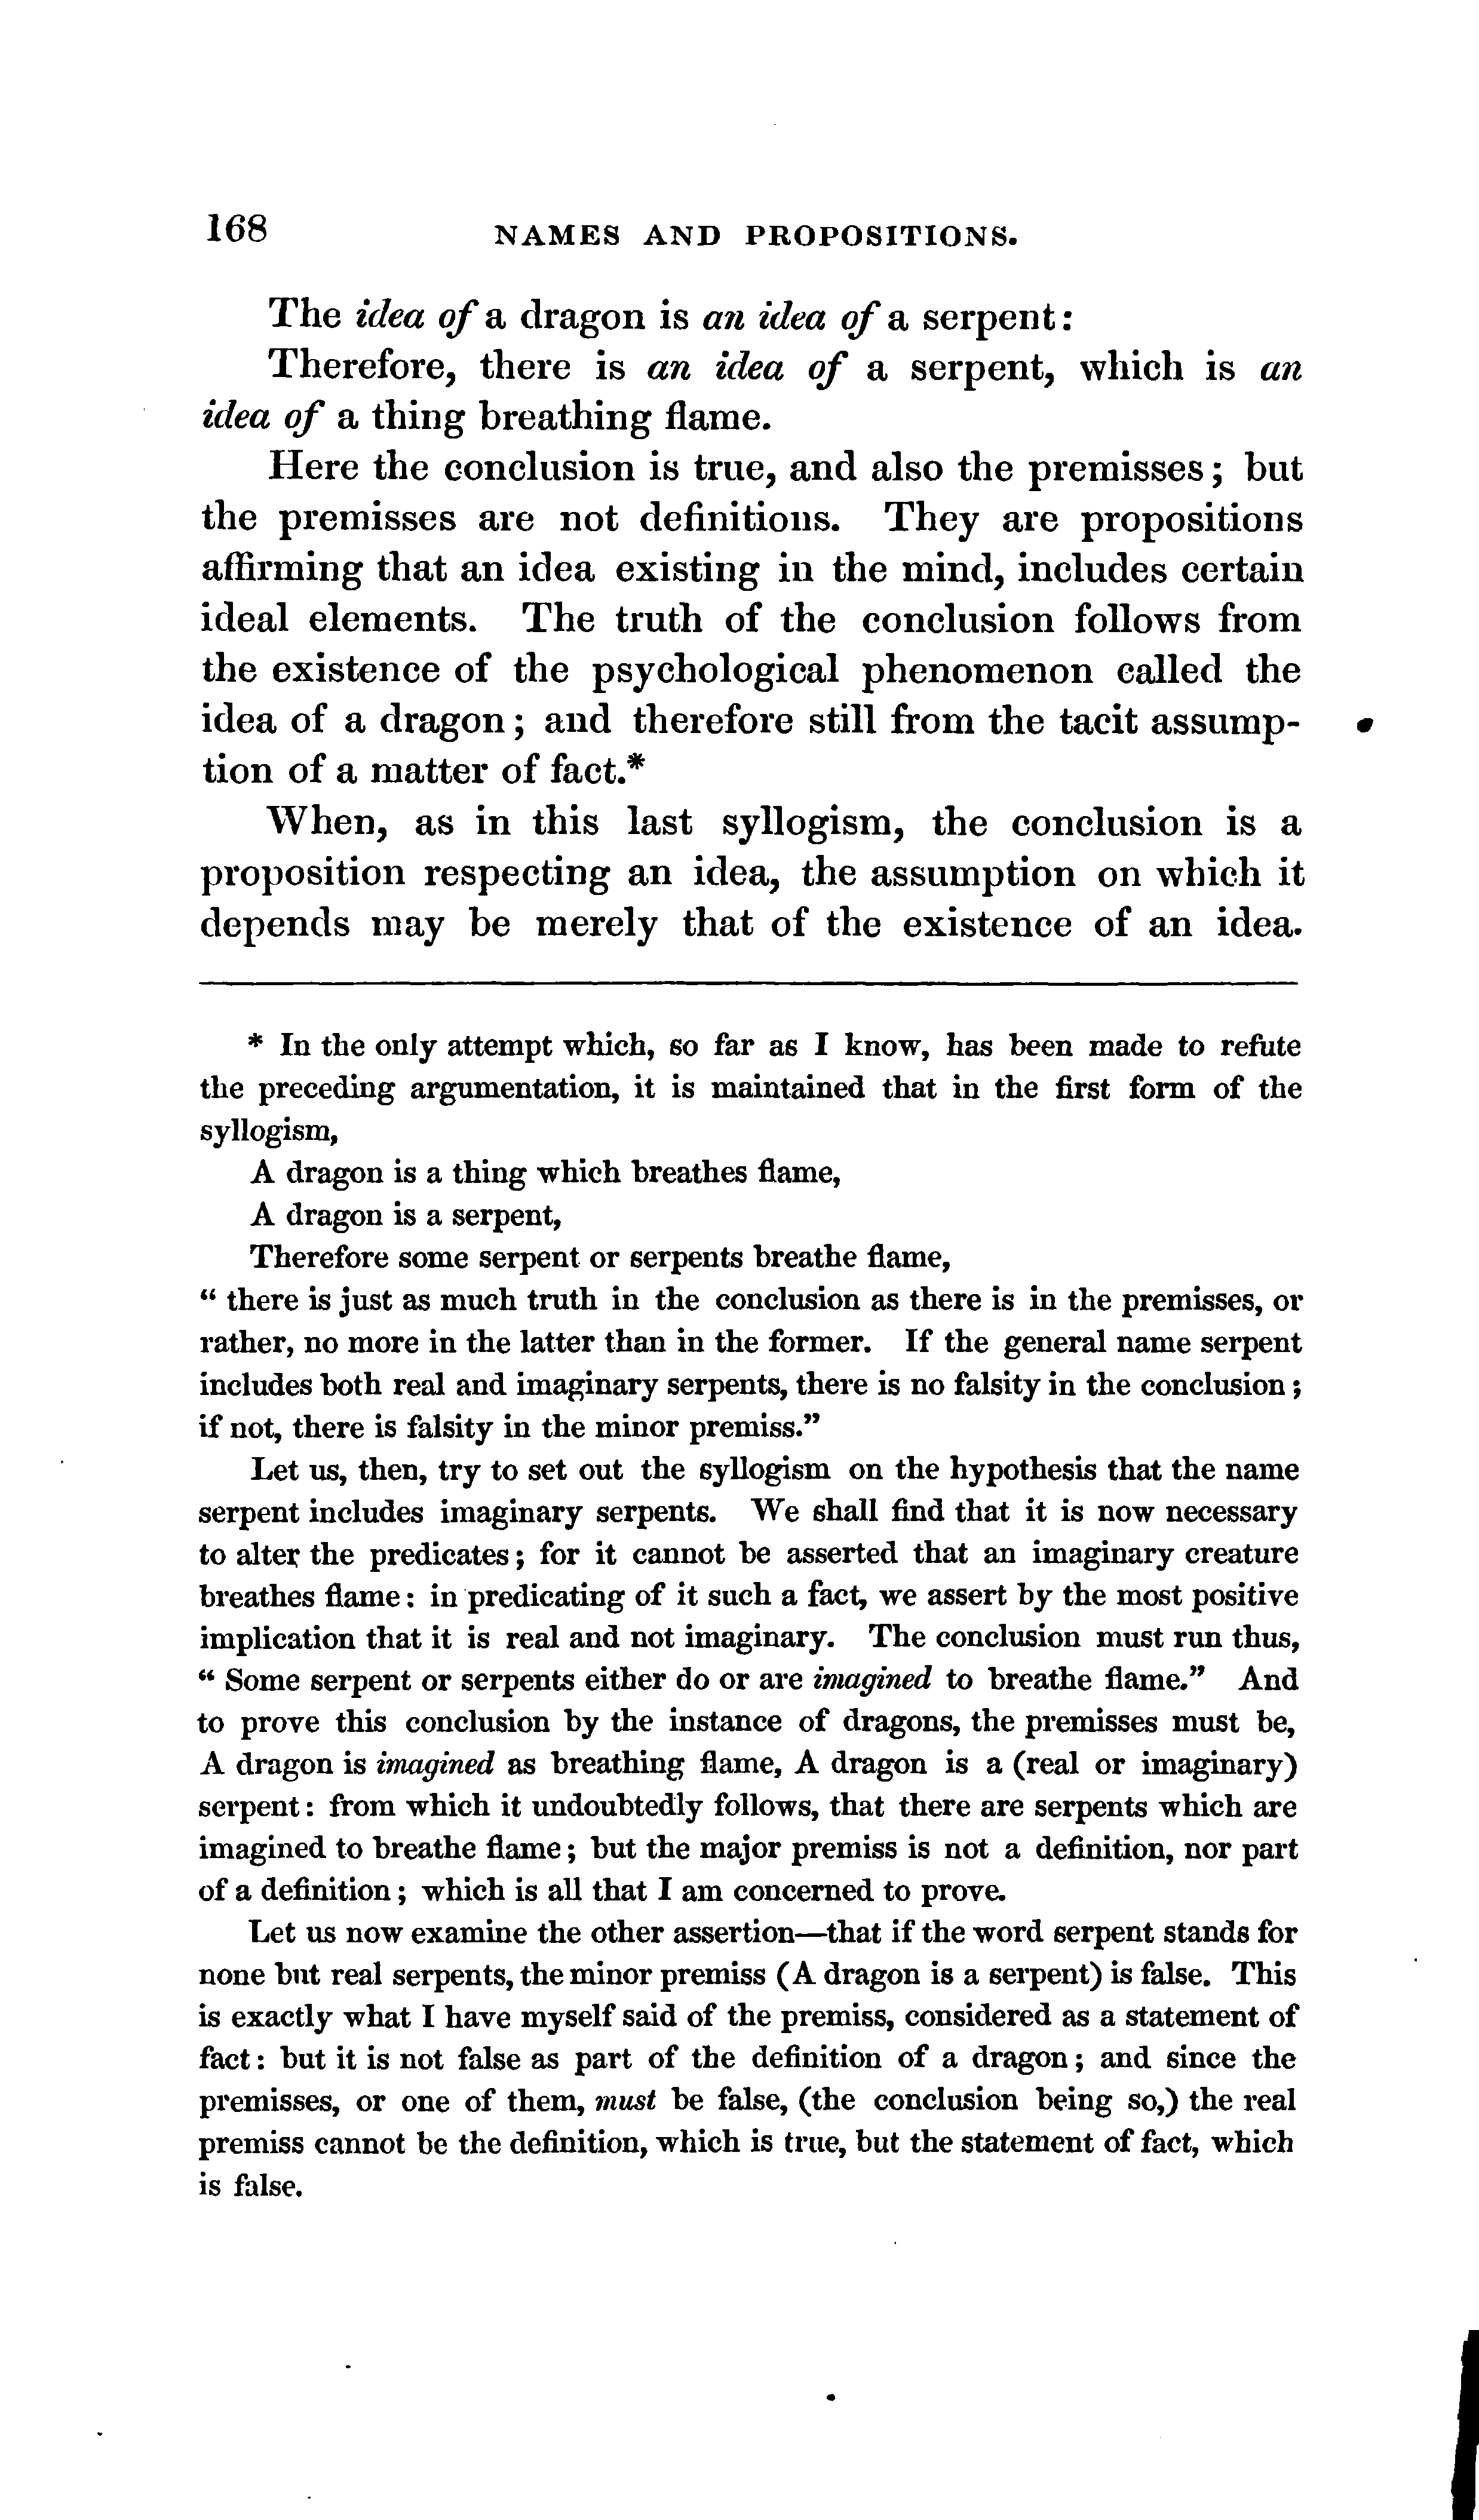 168 NAMES AND PROPOSITIONS.
The idea of a dragon is an idea of a serpent:
Therefore, there is an idea of a serpent, which is an
idea of a thing breathing flame.
Here the conclusion is true, and also the premisses; but
the premisses are not definitions. They are propositions
affirming that an idea existing in the mind, includes certain
ideal elements. The truth of the conclusion follows from
the existence of the psychological phenomenon called the
idea of a dragon; and therefore still from the tacit assump-
tion of a matter of fact.*
When, as in this last syllogism, the conclusion is a
proposition respecting an idea, the assumption on which it
depends may be merely that of the existence of an idea.
* In the only attempt which, so far as I know, has been made to refute
the preceding argumentation, it is maintained that in the first form of the
syllogism,
A dragon is a thing which breathes flame,
A dragon is a serpent,
Therefore some serpent or serpents breathe flame,
“ there is just as much truth in the conclusion as there is in the premisses, or
rather, no more in the latter than in the former. If the general name serpent
includes both real and imaginary serpents, there is no falsity in the conclusion;
if not, there is falsity in the minor premiss.”
Let us, then, try to set out the syllogism on the hypothesis that the name
serpent includes imaginary serpents. We shall find that it is now necessary
to alter the predicates; for it cannot be asserted that an imaginary creature
breathes flame: in predicating of it such a fact, we assert by the most positive
implication that it is real and not imaginary. The conclusion must run thus,
“ Some serpent or serpents either do or are imagined to breathe flame.” And
to prove this conclusion by the instance of dragons, the premisses must be,
A dragon is imagined as breathing flame, A dragon is a (real or imaginary)
serpent: from which it undoubtedly follows, that there are serpents which are
imagined to breathe flame; but the major premiss is not a definition, nor part
of a definition; which is all that I am concerned to prove.
Let us now examine the other assertion—that if the word serpent stands for
none but real serpents, the minor premiss (A dragon is a serpent) is false. This
is exactly what I have myself said of the premiss, considered as a statement of
fact: but it is not false as part of the definition of a dragon; and since the
premisses, or one of them, must be false, (the conclusion being so,) the real
premiss cannot be the definition, which is true, but the statement of fact, which
is false.